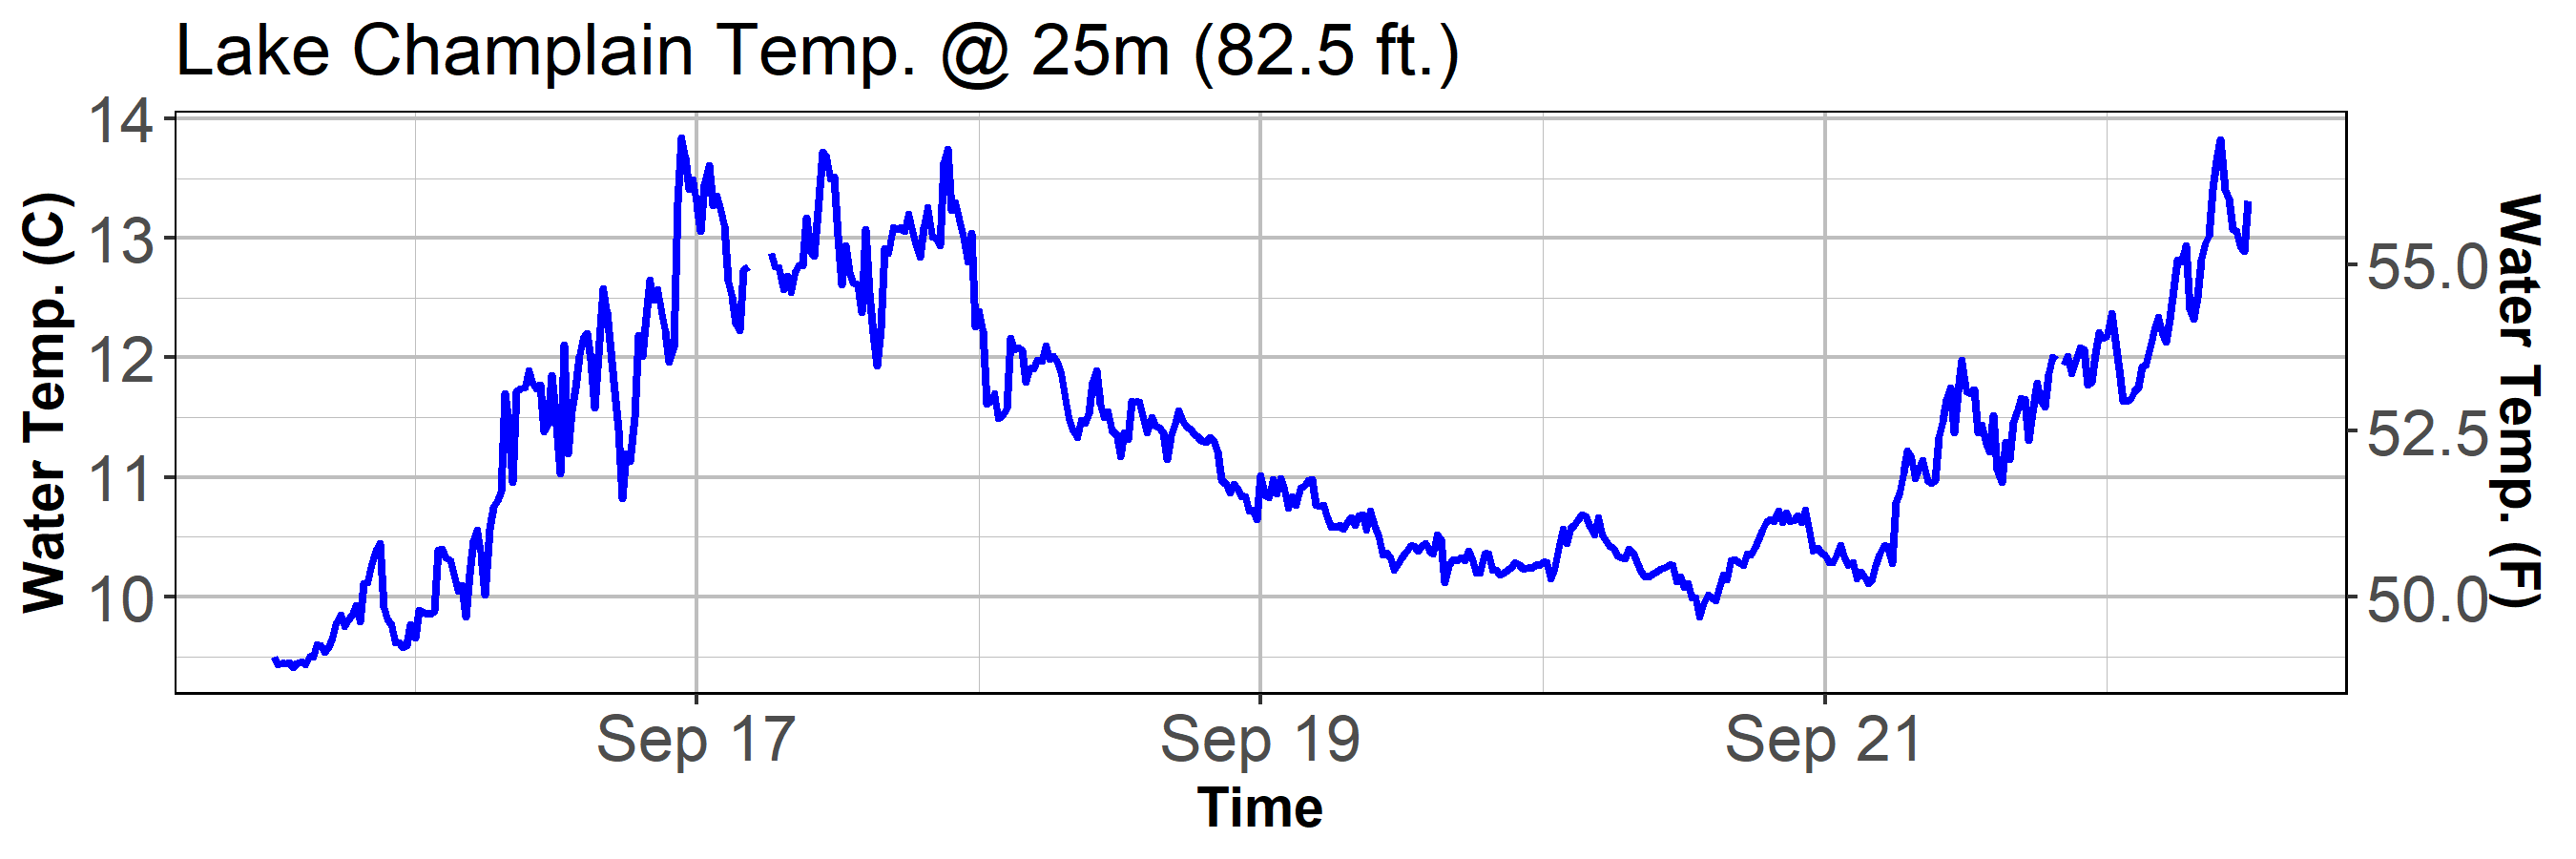 Lake Champlain Temp. @ 25m (82.5 ft.)
Water Temp. (C)
14
13
12
11
10
55.0
52.5
50.0
Water Temp. (F)
Sep 17 Sep 19 Sep 21
Time